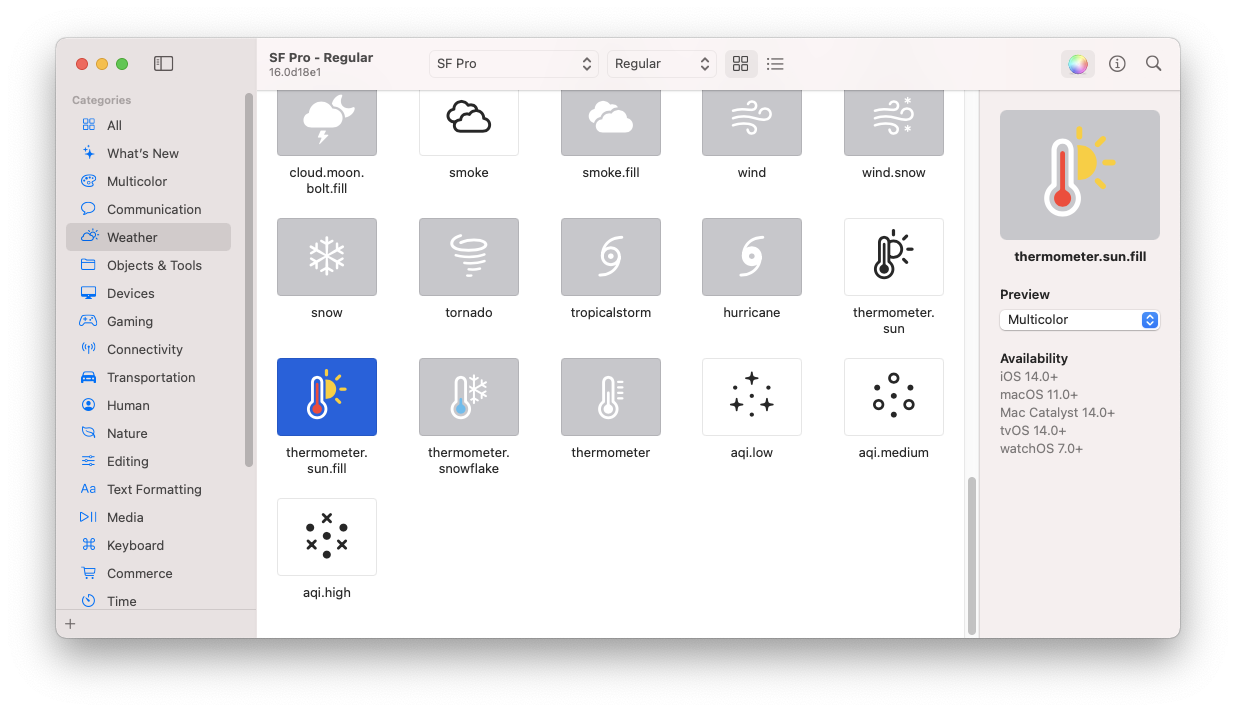 SF Pro - Regular
16.0d18e1
SF Pro
Regular
Categories
All
What's New
Multicolor
Communication
Weather
Objects & Tools
Devices
Gaming
Connectivity
Transportation
Human
Nature
Editing
Aa Text Formatting
Media
Keyboard
Commerce
Time
cloud.moon.
bolt.fill
smoke
smoke.fill
wind
wind.snow
snow
tornado
tropicalstorm
hurricane
thermometer.
sun
thermometer.
sun.fill
thermometer.
snowflake
thermometer
aqi.low
aqi.medium
aqi.high
thermometer.sun.fill
Preview
Multicolor
Availability
iOS 14.0+
macOS 11.0+
Mac Catalyst 14.0+
tvOS 14.0+
watchOS 7.0+